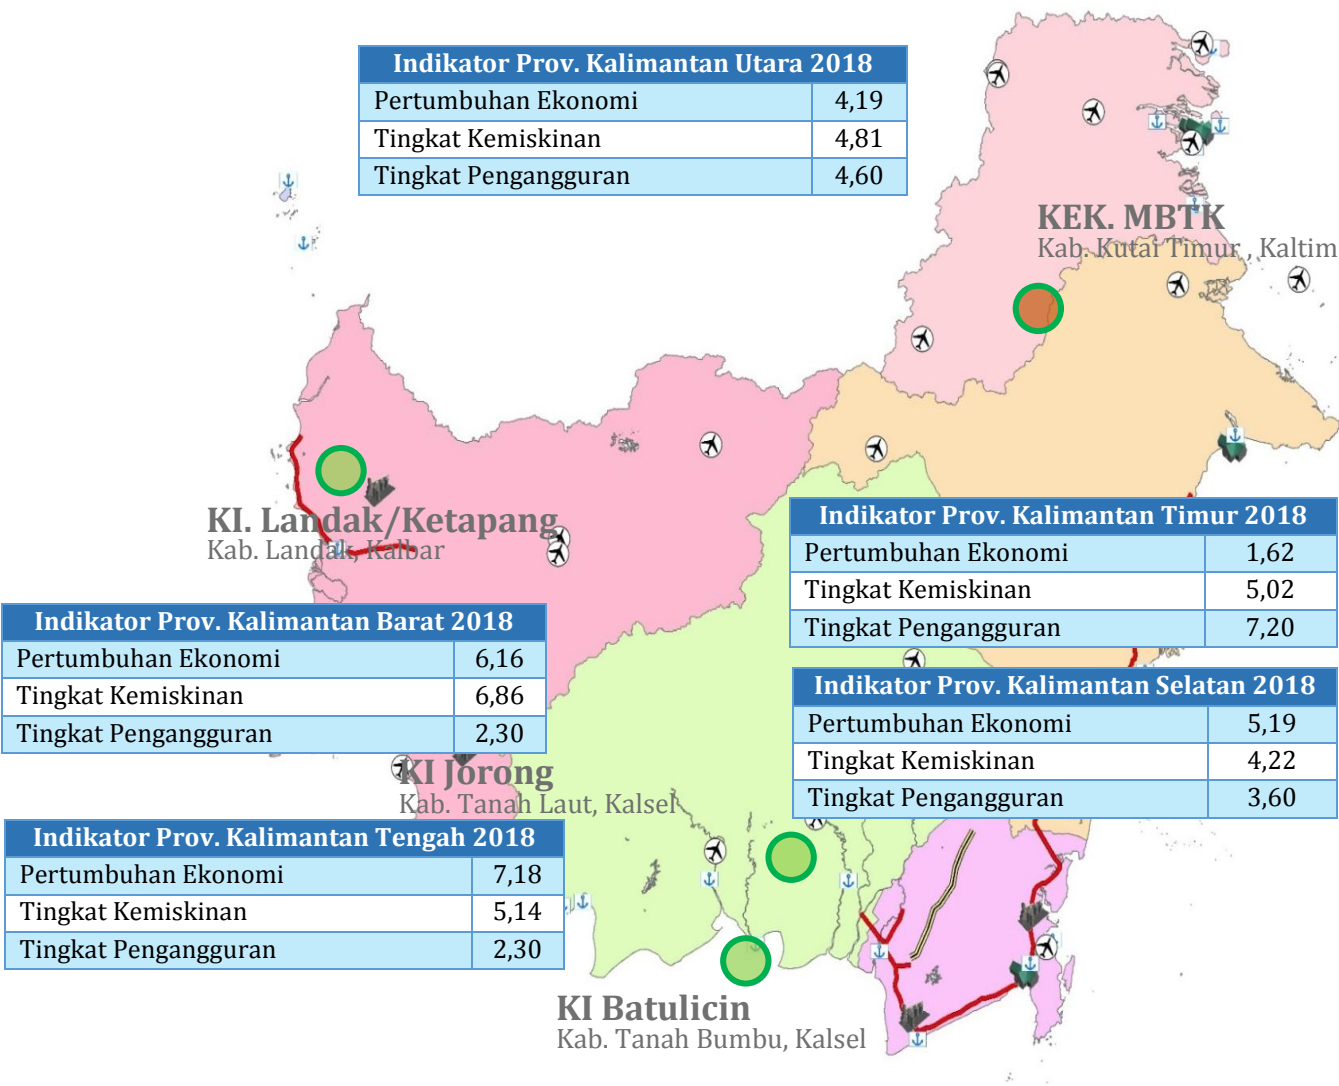 Indikator Prov. Kalimantan Utara 2018
Pertumbuhan Ekonomi 4,19
Tingkat Kemiskinan 4,81
Tingkat Pengangguran 4,60
KEK. MBTK
Kab. Kutai Timur , Kaltim
KI. Landak/Ketapang
Kab. Landak, Kalbar
Indikator Prov. Kalimantan Timur 2018
Pertumbuhan Ekonomi 1,62
Tingkat Kemiskinan 5,02
Tingkat Pengangguran 7,20
Indikator Prov. Kalimantan Barat 2018
Pertumbuhan Ekonomi 6,16
Tingkat Kemiskinan 6,86
Tingkat Pengangguran 2,30
Indikator Prov. Kalimantan Selatan 2018
Pertumbuhan Ekonomi 5,19
Tingkat Kemiskinan 4,22
Tingkat Pengangguran 3,60
KI Jorong
Kab. Tanah Laut, Kalsel
Indikator Prov. Kalimantan Tengah 2018
Pertumbuhan Ekonomi 7,18
Tingkat Kemiskinan 5,14
Tingkat Pengangguran 2,30
KI Batulicin
Kab. Tanah Bumbu, Kalsel